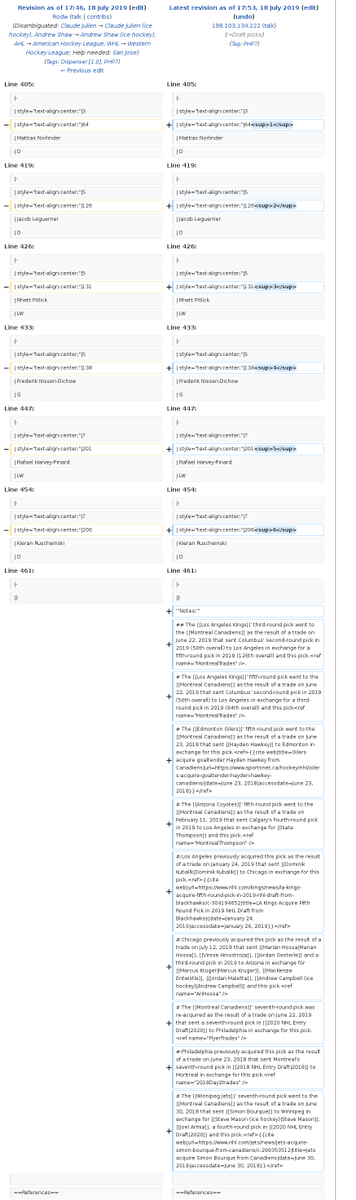 Revision as of 17:46, 18 July 2019 (edit)
Rodw (talk | contribs)
(Disambiguated: Claude Julien → Claude Julien (ice
hockey), Andrew Shaw → Andrew Shaw (ice hockey),
AHL → American Hockey League, WHL → Western
Hockey League; Help needed: San Jose)
(Tags: Dispenser [1.0], PHP7)
← Previous edit
Latest revision as of 17:53, 18 July 2019 (edit)
(undo)
198.103.134.222 (talk)
(→Draft picks)
(Tag: PHP7)
Line 405:
Line 405:
|-
|-
| style="text-align:center;"|3
| style="text-align:center;"|3
− | style="text-align:center;"|64
+ | style="text-align:center;"|64<sup>1</sup>
| Mattias Norlinder
| Mattias Norlinder
| D
| D
Line 419:
Line 419:
|-
|-
| style="text-align:center;"|5
| style="text-align:center;"|5
− | style="text-align:center;"|126
+ | style="text-align:center;"|126<sup>2</sup>
| Jacob Leguerrier
| Jacob Leguerrier
| D
| D
Line 426:
Line 426:
|-
|-
| style="text-align:center;"|5
| style="text-align:center;"|5
− | style="text-align:center;"|131
+ | style="text-align:center;"|131<sup>3</sup>
| Rhett Pitlick
| Rhett Pitlick
| LW
| LW
Line 433:
Line 433:
|-
|-
| style="text-align:center;"|5
| style="text-align:center;"|5
− | style="text-align:center;"|138
+ | style="text-align:center;"|138<sup>4</sup>
| Frederik Nissen-Dichow
| Frederik Nissen-Dichow
| G
| G
Line 447:
Line 447:
|-
|-
| style="text-align:center;"|7
| style="text-align:center;"|7
− | style="text-align:center;"|201
+ | style="text-align:center;"|201<sup>5</sup>
| Rafael Harvey-Pinard
| Rafael Harvey-Pinard
| LW
| LW
Line 454:
Line 454:
|-
|-
| style="text-align:center;"|7
| style="text-align:center;"|7
− | style="text-align:center;"|206
+ | style="text-align:center;"|206<sup>6</sup>
| Kieran Ruscheinski
| Kieran Ruscheinski
| D
| D
Line 461:
Line 461:
|-
|-
|}
|}
+ '''Notes:'''
+ ## The [[Los Angeles Kings]]' third-round pick went to
the [[Montreal Canadiens]] as the result of a trade on
June 22, 2019 that sent Columbus'
second-round pick in 2019 (50th overall) to Los Angeles in exchange for a
fifth-round pick in 2019 (126th overall) and this pick.<ref
name="MontrealTrades" />.
+ # The [[Los Angeles Kings]]' fifth-round pick went to the
[[Montreal Canadiens]] as the result of a trade on June
22, 2019 that sent Columbus' second-round pick in 2019
(50th overall) to Los Angeles in exchange for a third-
round pick in 2019 (64th overall) and this pick<ref
name="MontrealTrades" />.
+ # The [[Edmonton Oilers]]' fifth-round pick went to the
[[Montreal Canadiens]] as the result of a trade on June
23, 2018 that sent [[Hayden Hawkey]] to Edmonton in
exchange for this pick.<ref>{{cite web|title=Oilers
acquire goaltender Hayden Hawkey from
Canadiens|url=https://www.sportsnet.ca/hockey/nhl/oiler
s-acquire-goaltender-hayden-hawkey-
canadiens/|date=June 23, 2018|accessdate=June 23,
2018}}</ref>
+ # The [[Arizona Coyotes]]' fifth-round pick went to the
[[Montreal Canadiens]] as the result of a trade on
February 11, 2019 that sent Calgary's fourth-round pick
in 2019 to Los Angeles in exchange for [[Nate
Thompson]] and this pick.<ref
name="MontrealThompson" />
+ #:Los Angeles previously acquired this pick as the result
of a trade on January 24, 2019 that sent [[Dominik
Kubalík|Dominik Kubalik]] to Chicago in exchange for this
pick.<ref>{{cite
web|url=https://www.nhl.com/kings/news/la-kings-
acquire-fifth-round-pick-in-2019-nhl-draft-from-
blackhawks/c-304194652|title=LA Kings Acquire Fifth
Round Pick in 2019 NHL Draft from
Blackhawks|date=January 24,
2019|accessdate=January 26, 2019}}</ref>
+ #:Chicago previously acquired this pick as the result of a
trade on July 12, 2018 that sent [[Marián Hossa|Marian
Hossa]], [[Vinnie Hinostroza]], [[Jordan Oesterle]] and a
third-round pick in 2019 to Arizona in exchange for
[[Marcus Krüger|Marcus Kruger]], [[MacKenzie
Entwistle]], [[Jordan Maletta]], [[Andrew Campbell (ice
hockey)|Andrew Campbell]] and this pick.<ref
name="AriHossa" />
+ # The [[Montreal Canadiens]]' seventh-round pick was
re-acquired as the result of a trade on June 22, 2019
that sent a seventh-round pick in [[2020 NHL Entry
Draft|2020]] to Philadelphia in exchange for this pick.
<ref name="FlyerTrades" />
+ #:Philadelphia previously acquired this pick as the result
of a trade on June 23, 2018 that sent Montreal's
seventh-round pick in [[2018 NHL Entry Draft|2018]] to
Montreal in exchange for this pick.<ref
name="2018Day2trades" />
+ # The [[Winnipeg Jets]]' seventh-round pick went to the
[[Montreal Canadiens]] as the result of a trade on June
30, 2018 that sent [[Simon Bourque]] to Winnipeg in
exchange for [[Steve Mason (ice hockey)|Steve Mason]],
[[Joel Armia]], a fourth-round pick in [[2020 NHL Entry
Draft|2020]] and this pick.<ref>{{cite
web|url=https://www.nhl.com/jets/news/jets-acquire-
simon-bourque-from-canadiens/c-299353512|title=Jets
acquire Simon Bourque from Canadiens|date=June 30,
2018|accessdate=June 30, 2018}}</ref>
==References==
==References==